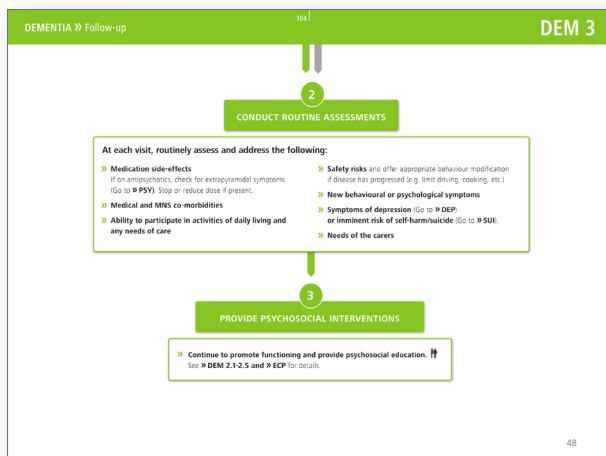 DEMENTIA » Follow-up
104
DEM 3
2
CONDUCT ROUTINE ASSESSMENTS
At each visit, routinely assess and address the following:
» Medication side-effects
If on antipsychotics, check for extrapyramidal symptoms
(Go to » PSY). Stop or reduce dose if present.
» Medical and MNS co-morbidities
» Ability to participate in activities of daily living and
any needs of care
» Safety risks and offer appropriate behaviour modification
if disease has progressed (e.g. limit driving, cooking, etc.)
» New behavioural or psychological symptoms
» Symptoms of depression (Go to » DEP)
or imminent risk of self-harm/suicide (Go to » SUI).
» Needs of the carers
3
PROVIDE PSYCHOSOCIAL INTERVENTIONS
» Continue to promote functioning and provide psychosocial education.
See » DEM 2.1-2.5 and » ECP for details.
48